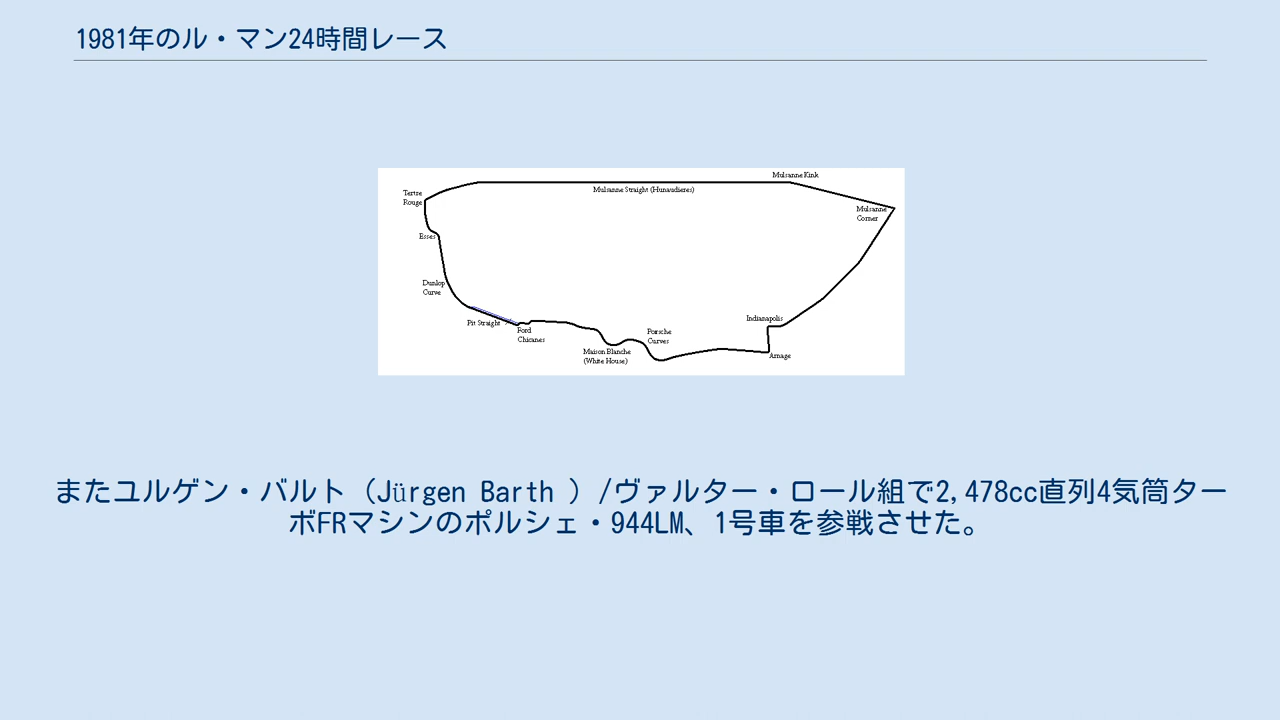 1981年のル・マン24時間レース
Mulsanne Kink
Mulsanne Straight (Hunaudieres)
Tertre
Rouge
Mulsanne
Corner
Esses
Dunlop
Curve
Pit Straight
Ford
Chicanes
Indianapolis
Porsche
Curves
Maison Blanche
(White House)
Arnage
またユルゲン・バルト（Jürgen Barth ）/ヴァルター・ロール組で2,478cc直列4気筒ター
ボFRマシンのポルシェ・944LM、1号車を参戦させた。